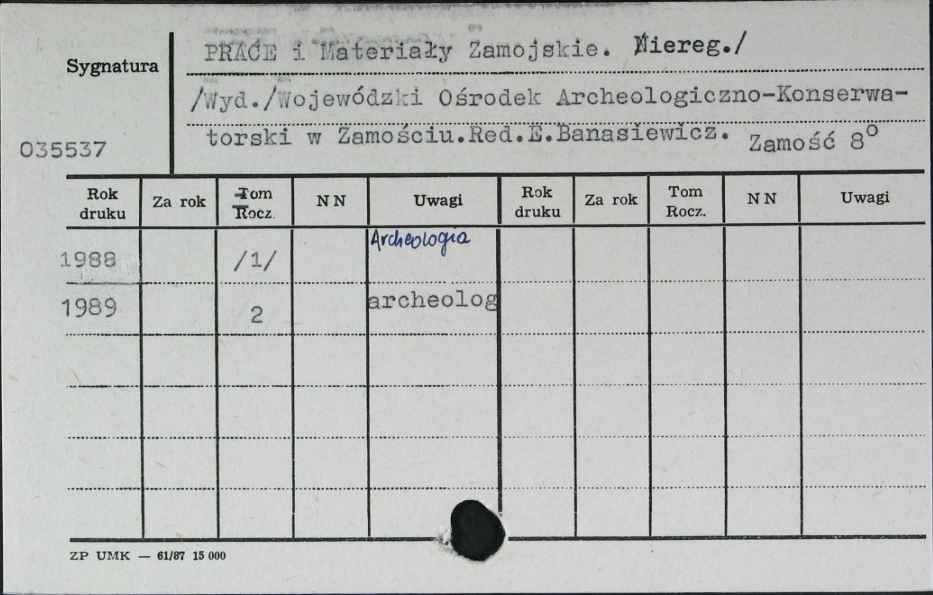 PRACE i Materiały Zamojskie. Niereg./
Sygnatura
/Wyd./Wojewódzki Ośrodek Archeologiczno-Konserwa-
torski w Zamościu.Red.E.Banasiewicz. Zamość 8°
035537
Rok druku Za rok Tom Rocz. NN Uwagi Rok druku Za rok Tom Rocz. NN Uwagi
1988 /1/ Archeologia
1989 2 archeolog
ZP UMK — 61/87 15 000